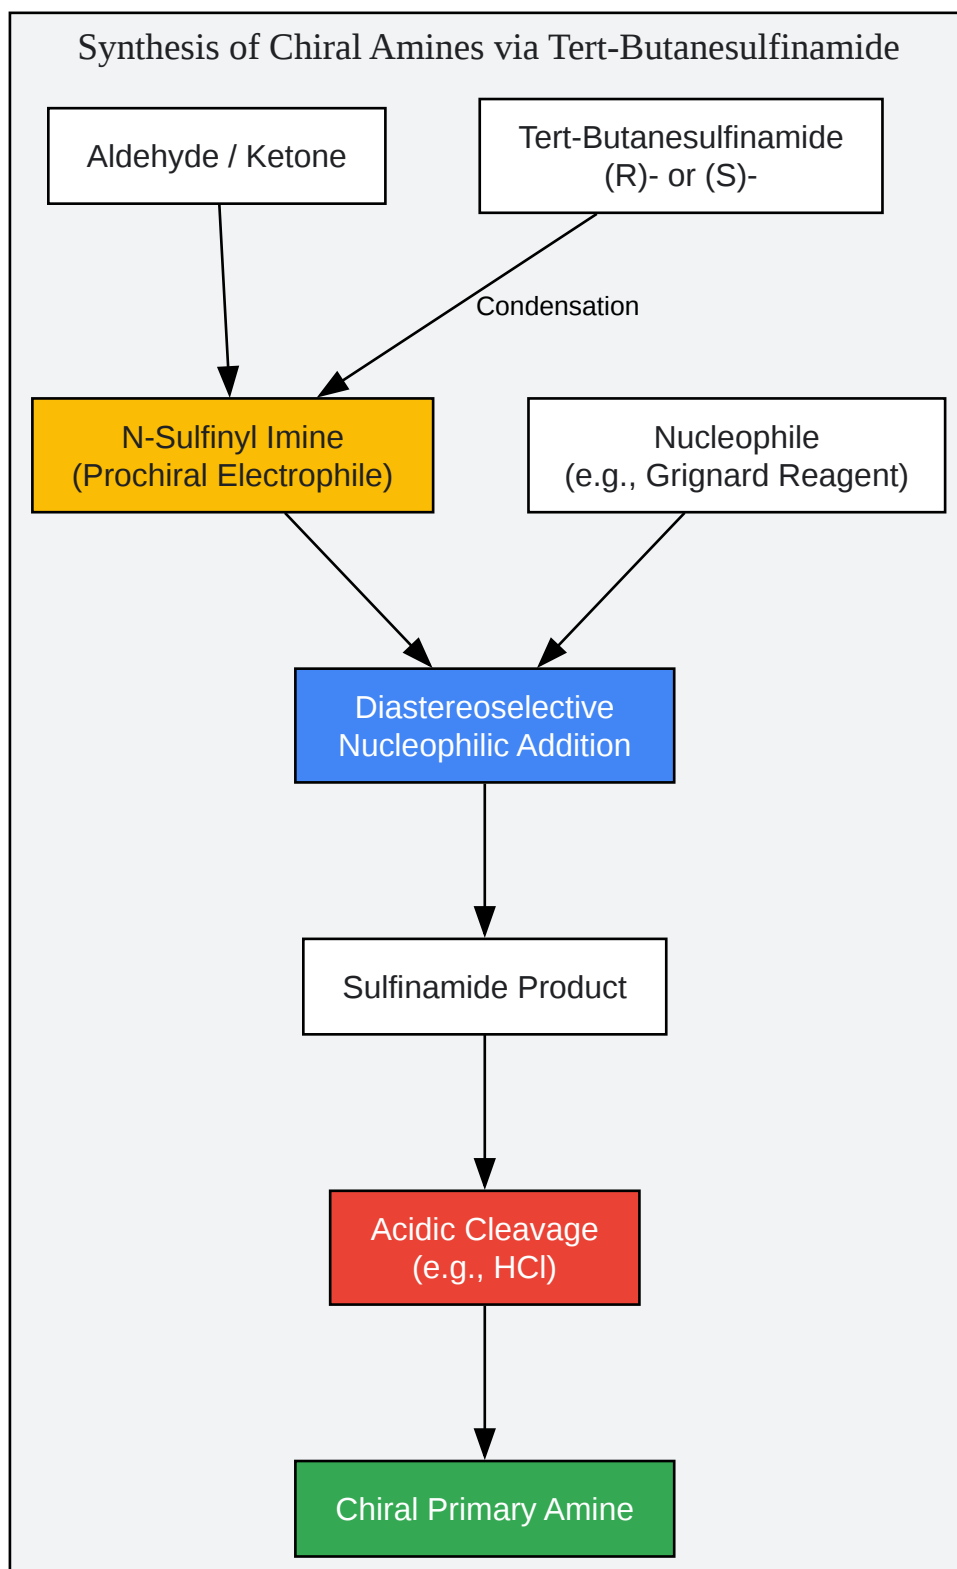 Synthesis of Chiral Amines via Tert-Butanesulfinamide
Aldehyde / Ketone
Tert-Butanesulfinamide
(R)- or (S)-
Condensation
N-Sulfinyl Imine
(Prochiral Electrophile)
Nucleophile
(e.g., Grignard Reagent)
Diastereoselective
Nucleophilic Addition
Sulfinamide Product
Acidic Cleavage
(e.g., HCl)
Chiral Primary Amine